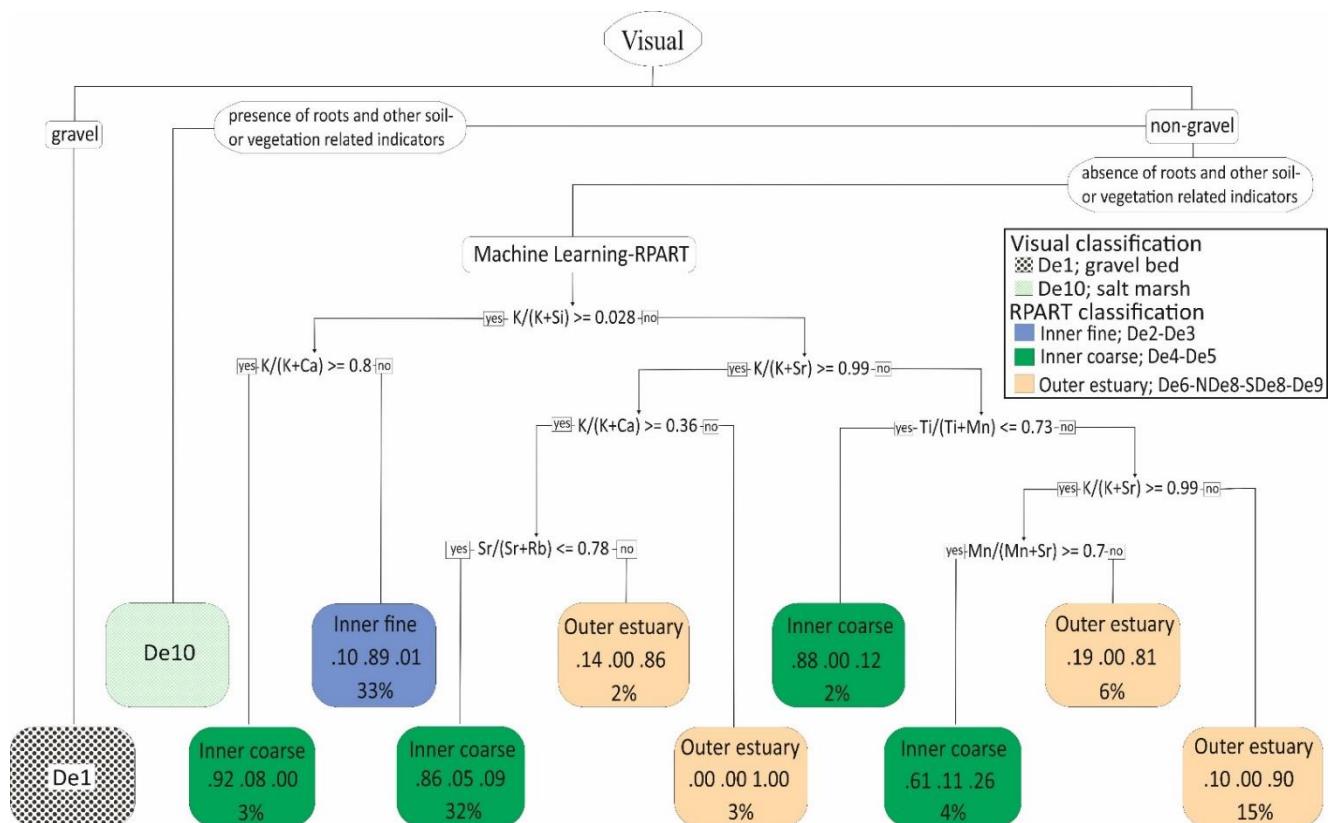 Visual
gravel
presence of roots and other soil-
or vegetation related indicators
non-gravel
absence of roots and other soil-
or vegetation related indicators
Machine Learning-RPART
Visual classification
De1; gravel bed
De10; salt marsh
RPART classification
Inner fine; De2-De3
Inner coarse; De4-De5
Outer estuary; De6-NDe8-SDe8-De9
yes K/(K+Si) >= 0.028 no
yes K/(K+Ca) >= 0.8 no
yes K/(K+Sr) >= 0.99 no
yes K/(K+Ca) >= 0.36 no
yes Ti/(Ti+Mn) <= 0.73 no
yes K/(K+Sr) >= 0.99 no
yes Sr/(Sr+Rb) <= 0.78 no
yes Mn/(Mn+Sr) >= 0.7 no
De10
Inner fine
.10 .89 .01
33%
Outer estuary
.14 .00 .86
2%
Inner coarse
.88 .00 .12
2%
Outer estuary
.19 .00 .81
6%
De1
Inner coarse
.92 .08 .00
3%
Inner coarse
.86 .05 .09
32%
Outer estuary
.00 .00 1.00
3%
Inner coarse
.61 .11 .26
4%
Outer estuary
.10 .00 .90
15%